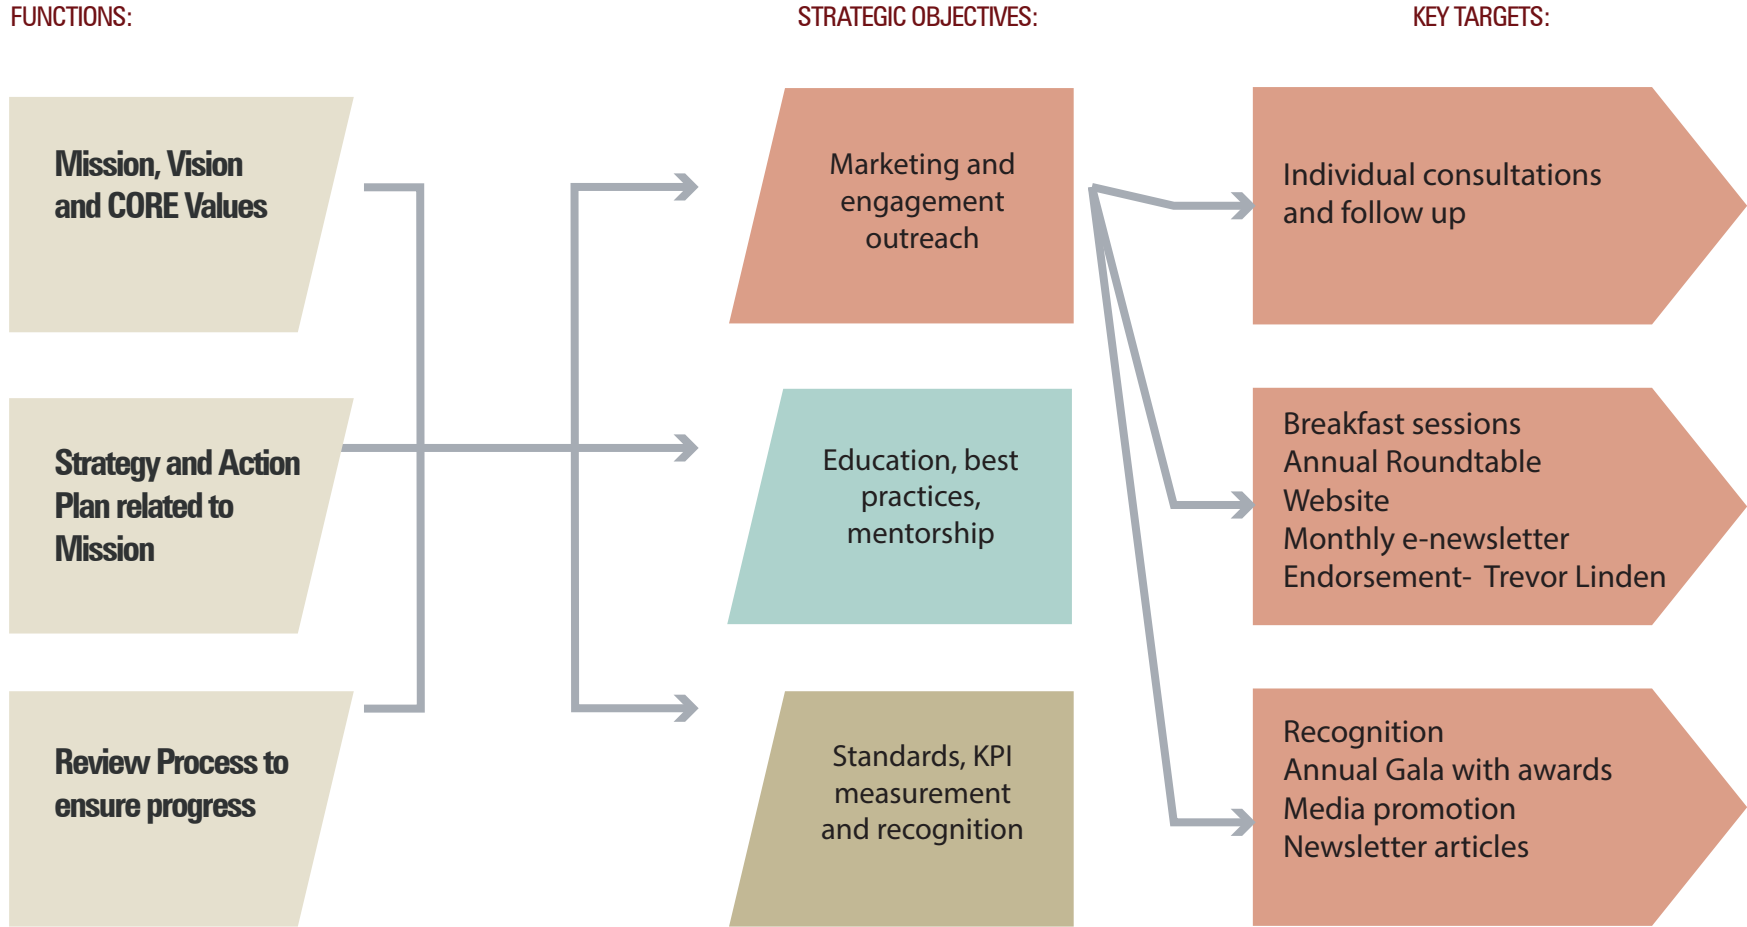 FUNCTIONS:
STRATEGIC OBJECTIVES:
KEY TARGETS:
Mission, Vision
and CORE Values
Marketing and
engagement
outreach
Individual consultations
and follow up
Strategy and Action
Plan related to
Mission
Education, best
practices,
mentorship
Breakfast sessions
Annual Roundtable
Website
Monthly e-newsletter
Endorsement-  Trevor Linden
Review Process to
ensure progress
Standards, KPI
measurement
and recognition
Recognition
Annual Gala with awards
Media promotion
Newsletter articles